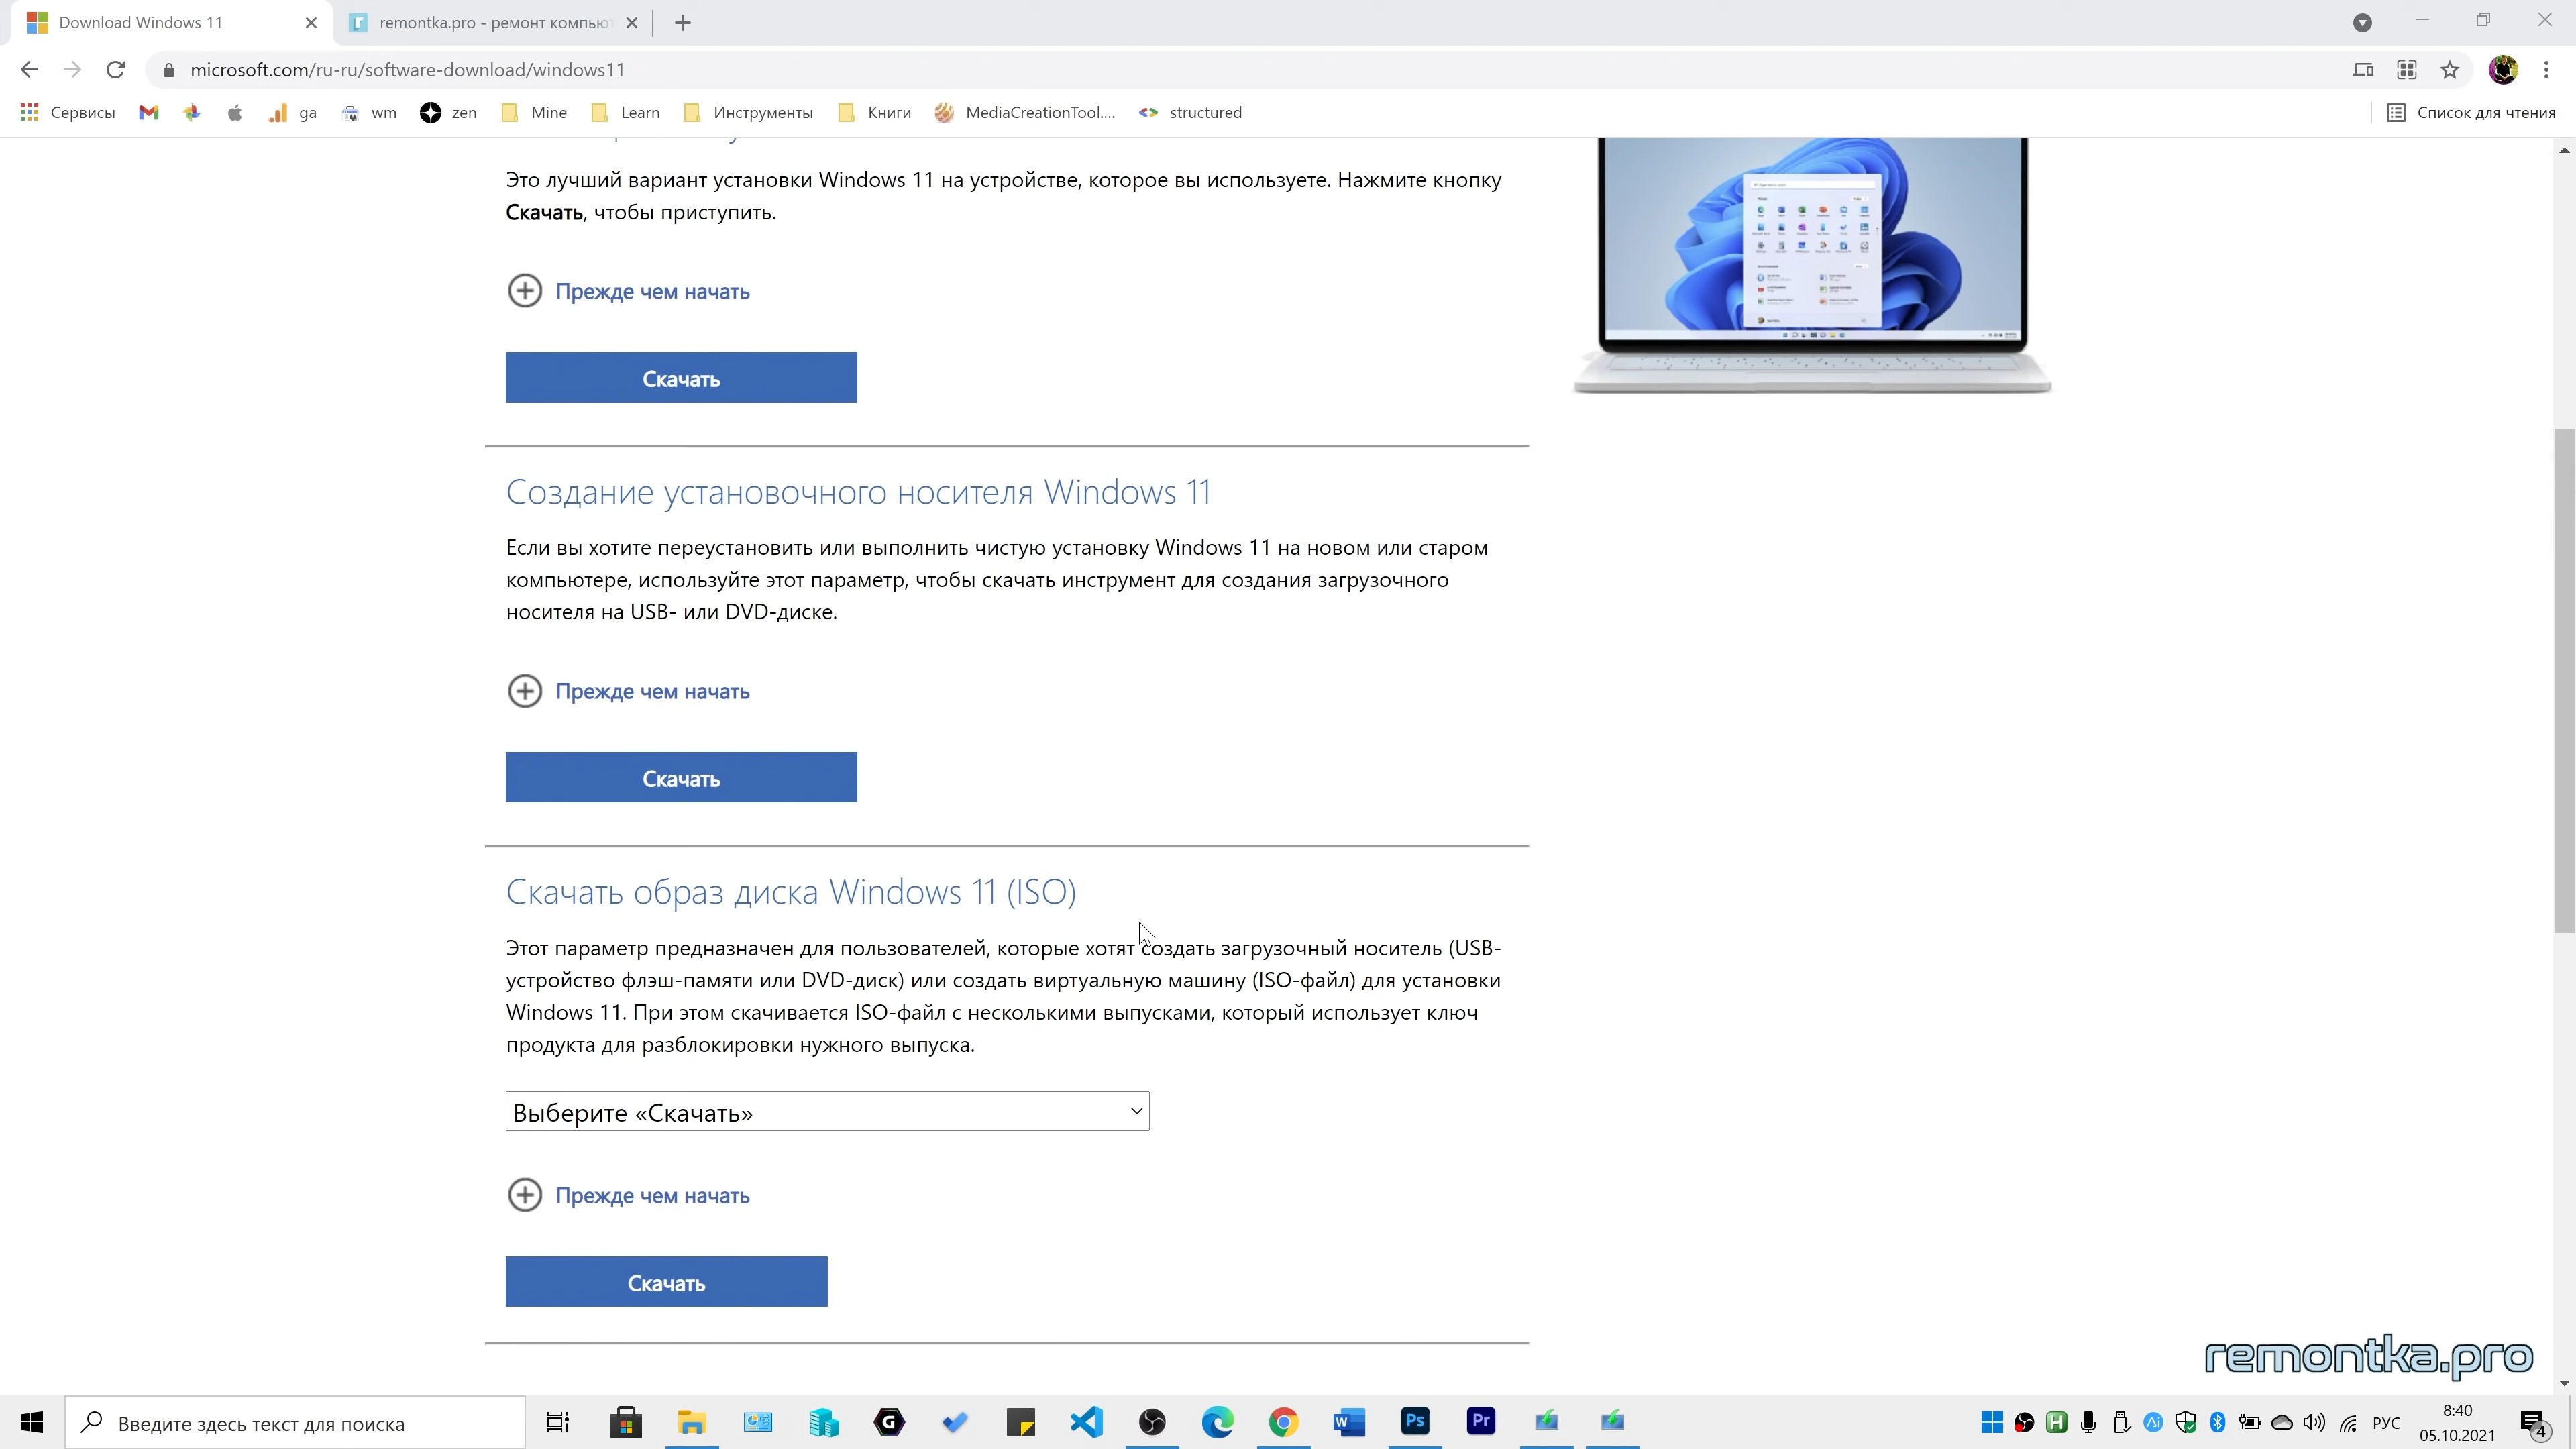 Download Windows 11
remontka.pro - ремонт компьют
microsoft.com/ru-ru/software-download/windows11
Сервисы
ga
wm
zen
Mine
Learn
Инструменты
Книги
MediaCreationTool....
structured
Список для чтения
Это лучший вариант установки Windows 11 на устройстве, которое вы используете. Нажмите кнопку
Скачать, чтобы приступить.
Прежде чем начать
Скачать
Создание установочного носителя Windows 11
Если вы хотите переустановить или выполнить чистую установку Windows 11 на новом или старом
компьютере, используйте этот параметр, чтобы скачать инструмент для создания загрузочного
носителя на USB- или DVD-диске.
Прежде чем начать
Скачать
Скачать образ диска Windows 11 (ISO)
Этот параметр предназначен для пользователей, которые хотят создать загрузочный носитель (USB-
устройство флэш-памяти или DVD-диск) или создать виртуальную машину (ISO-файл) для установки
Windows 11. При этом скачивается ISO-файл с несколькими выпусками, который использует ключ
продукта для разблокировки нужного выпуска.
Выберите «Скачать»
Прежде чем начать
Скачать
remontka.pro
Введите здесь текст для поиска
Ps
Pr
РУС
8:40
05.10.2021
4